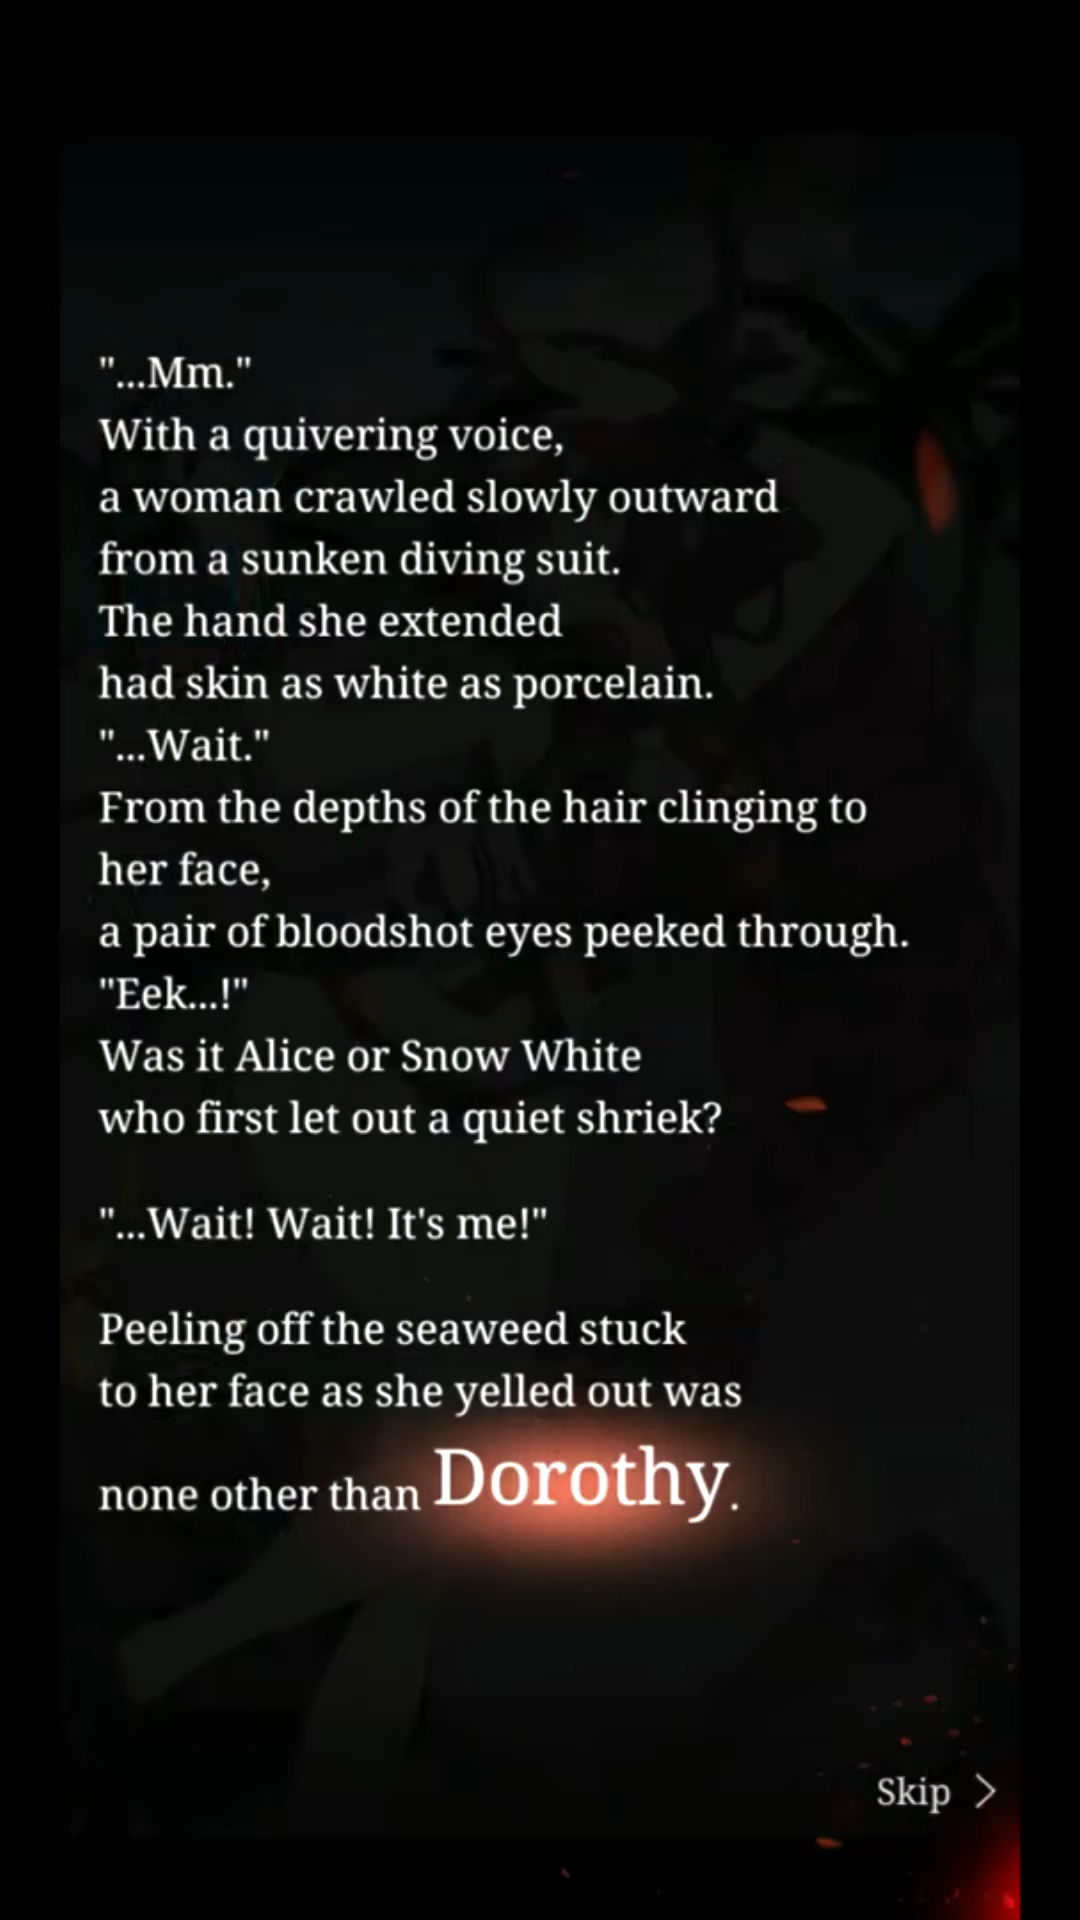 "...Mm."
With a quivering voice,
a woman crawled slowly outward
from a sunken diving suit.
The hand she extended
had skin as white as porcelain.
"...Wait."
From the depths of the hair clinging to
her face,
a pair of bloodshot eyes peeked through.
"Eek...!"
Was it Alice or Snow White
who first let out a quiet shriek?
"...Wait! Wait! It's me!"
Peeling off the seaweed stuck
to her face as she yelled out was
none other than Dorothy.
Skip >